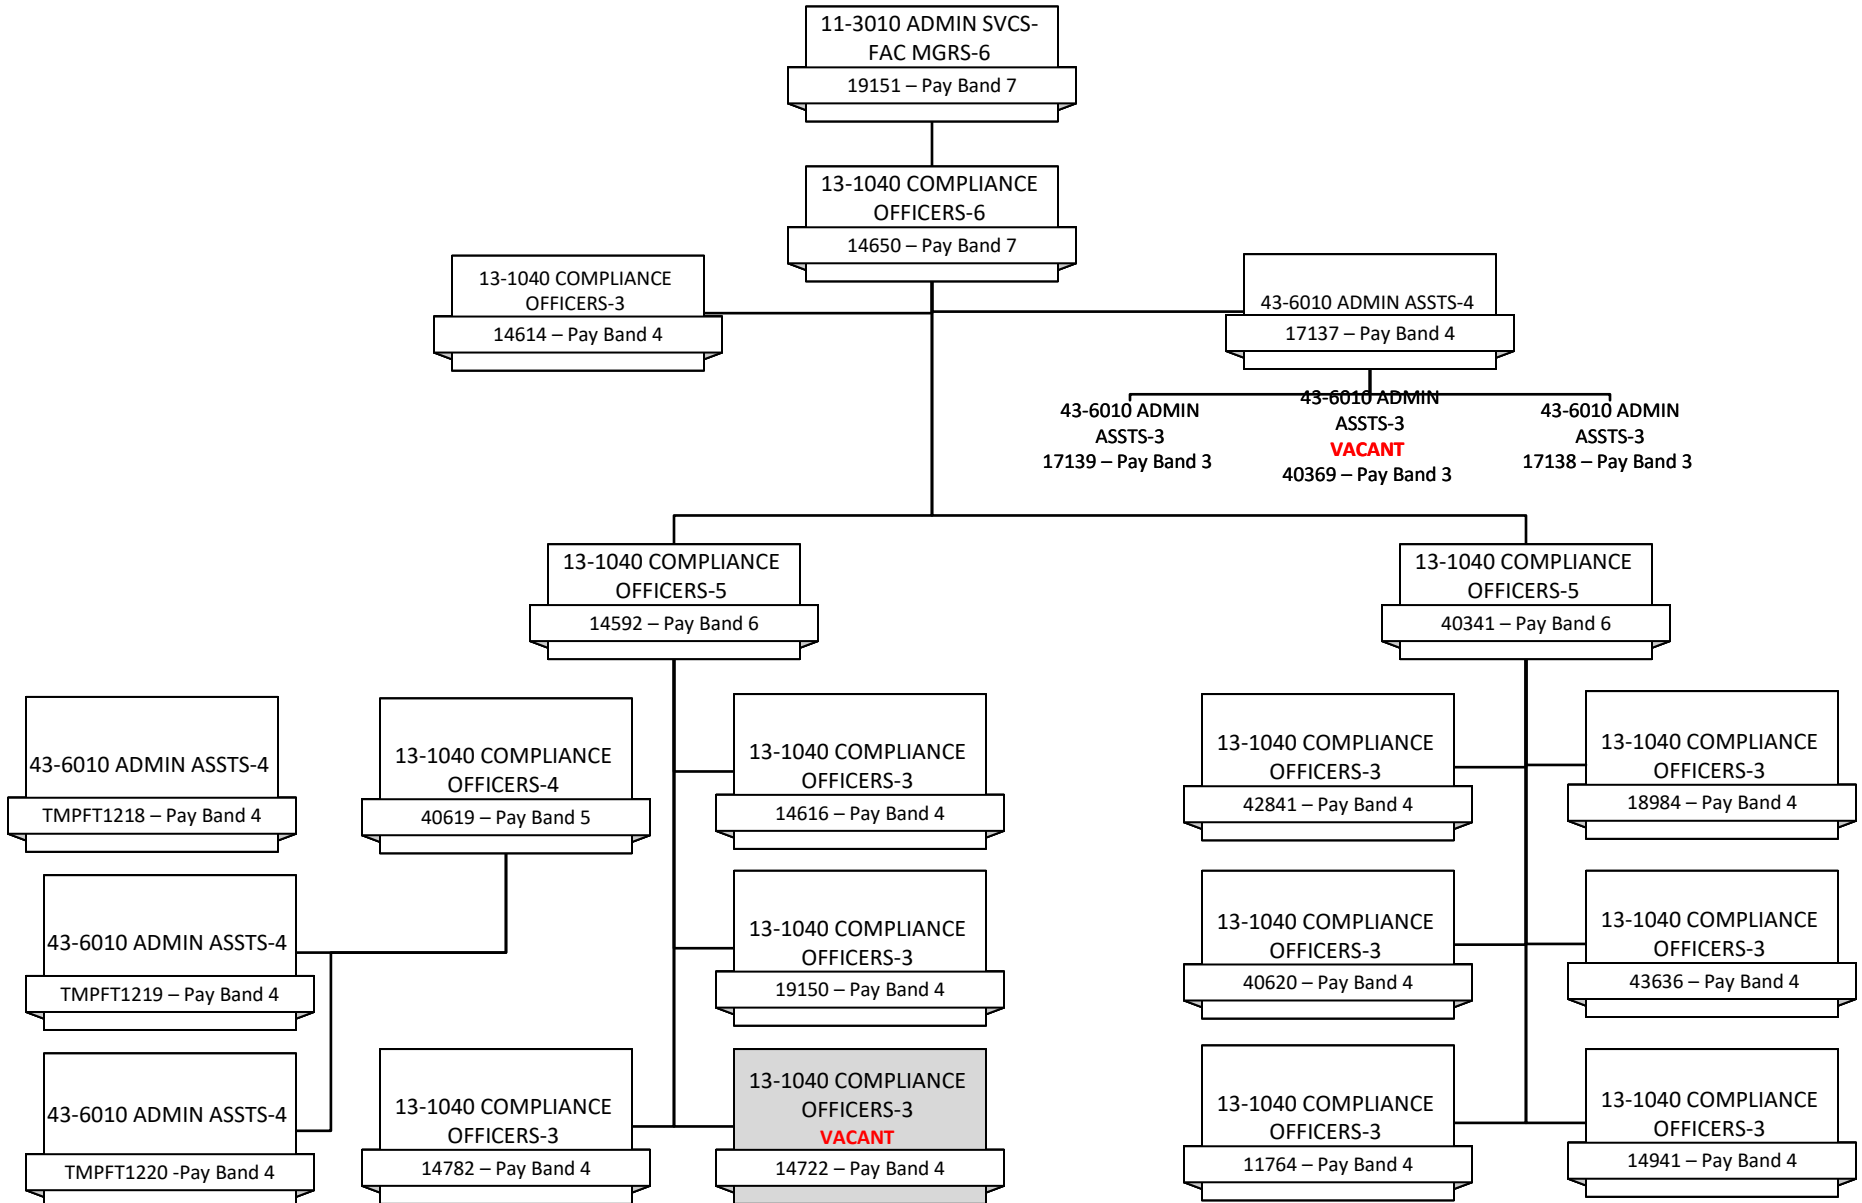 11-3010 ADMIN SVCS-
FAC MGRS-6
19151 – Pay Band 7
13-1040 COMPLIANCE
OFFICERS-6
14650 – Pay Band 7
13-1040 COMPLIANCE
OFFICERS-3
14614 – Pay Band 4
43-6010 ADMIN ASSTS-4
17137 – Pay Band 4
43-6010 ADMIN
ASSTS-3
17139 – Pay Band 3
43-6010 ADMIN
ASSTS-3
VACANT
40369 – Pay Band 3
43-6010 ADMIN
ASSTS-3
17138 – Pay Band 3
13-1040 COMPLIANCE
OFFICERS-5
14592 – Pay Band 6
13-1040 COMPLIANCE
OFFICERS-5
40341 – Pay Band 6
43-6010 ADMIN ASSTS-4
TMPFT1218 – Pay Band 4
13-1040 COMPLIANCE
OFFICERS-4
40619 – Pay Band 5
13-1040 COMPLIANCE
OFFICERS-3
14616 – Pay Band 4
13-1040 COMPLIANCE
OFFICERS-3
42841 – Pay Band 4
13-1040 COMPLIANCE
OFFICERS-3
18984 – Pay Band 4
43-6010 ADMIN ASSTS-4
TMPFT1219 – Pay Band 4
13-1040 COMPLIANCE
OFFICERS-3
19150 – Pay Band 4
13-1040 COMPLIANCE
OFFICERS-3
40620 – Pay Band 4
13-1040 COMPLIANCE
OFFICERS-3
43636 – Pay Band 4
43-6010 ADMIN ASSTS-4
TMPFT1220 -Pay Band 4
13-1040 COMPLIANCE
OFFICERS-3
14782 – Pay Band 4
13-1040 COMPLIANCE
OFFICERS-3
VACANT
14722 – Pay Band 4
13-1040 COMPLIANCE
OFFICERS-3
11764 – Pay Band 4
13-1040 COMPLIANCE
OFFICERS-3
14941 – Pay Band 4